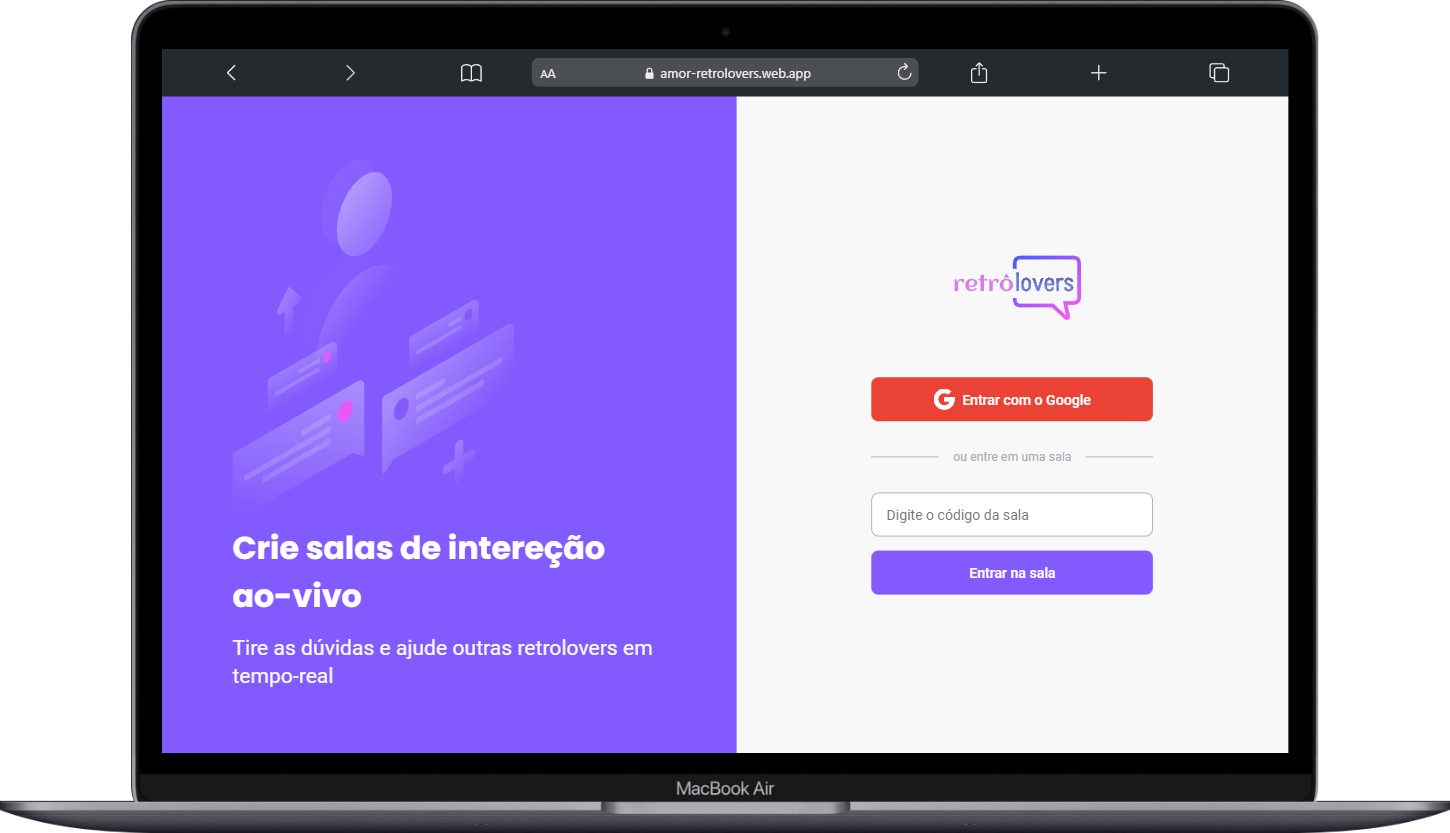 AA
amor-retrolovers.web.app
retrôlovers
Entrar com o Google
ou entre em uma sala
Digite o código da sala
Entrar na sala
Crie salas de intereção
ao-vivo
Tire as dúvidas e ajude outras retrolovers em
tempo-real
MacBook Air